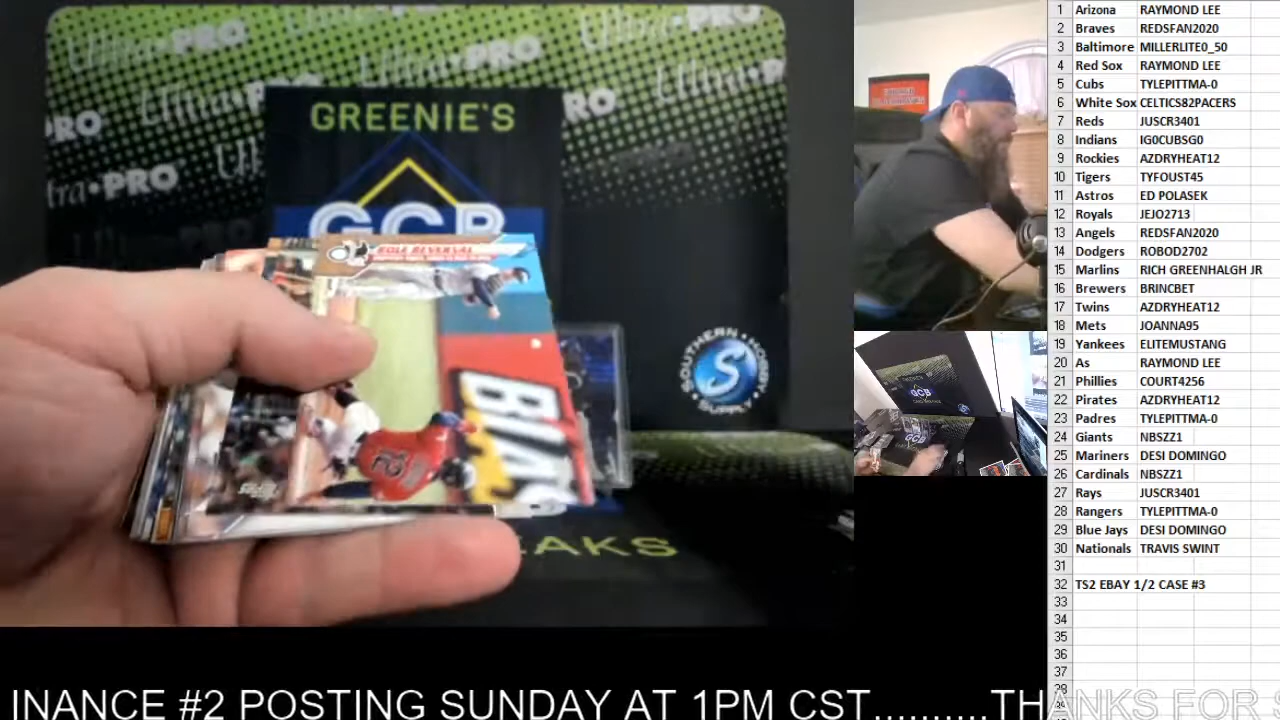 Ultra•PRO
GREENIE'S
GCB
EAKS
ROLE REVERSAL
SOUTHERN HOBBY SUPPLY
S
1 Arizona RAYMOND LEE
2 Braves REDSFAN2020
3 Baltimore MILLERLITE0_50
4 Red Sox RAYMOND LEE
5 Cubs TYLEPITTMA-0
6 White Sox CELTICS82PACERS
7 Reds JUSCR3401
8 Indians IG0CUBSG0
9 Rockies AZDRYHEAT12
10 Tigers TYFOUST45
11 Astros ED POLASEK
12 Royals JEJO2713
13 Angels REDSFAN2020
14 Dodgers ROBOD2702
15 Marlins RICH GREENHALGH JR
16 Brewers BRINCBET
17 Twins AZDRYHEAT12
18 Mets JOANNA95
19 Yankees ELITEMUSTANG
20 As RAYMOND LEE
21 Phillies COURT4256
22 Pirates AZDRYHEAT12
23 Padres TYLEPITTMA-0
24 Giants NBSZZ1
25 Mariners DESI DOMINGO
26 Cardinals NBSZZ1
27 Rays JUSCR3401
28 Rangers TYLEPITTMA-0
29 Blue Jays DESI DOMINGO
30 Nationals TRAVIS SWINT
31
32 TS2 EBAY 1/2 CASE #3
33
34
35
36
37
38
INANCE #2 POSTING SUNDAY AT 1PM CST..........THANKS FOR S